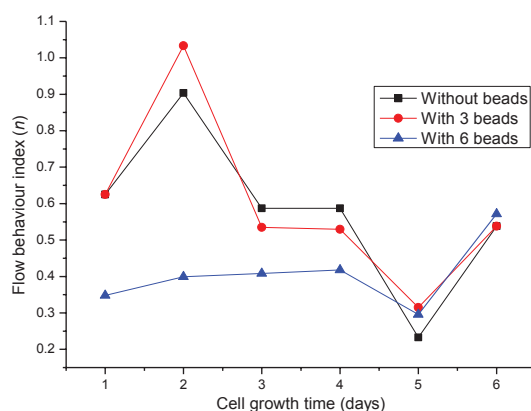 1.1
1.0
0.9
0.8
0.7
0.6
0.5
0.4
0.3
0.2
Flow behaviour index (n)
Without beads
With 3 beads
With 6 beads
1 2 3 4 5 6
Cell growth time (days)